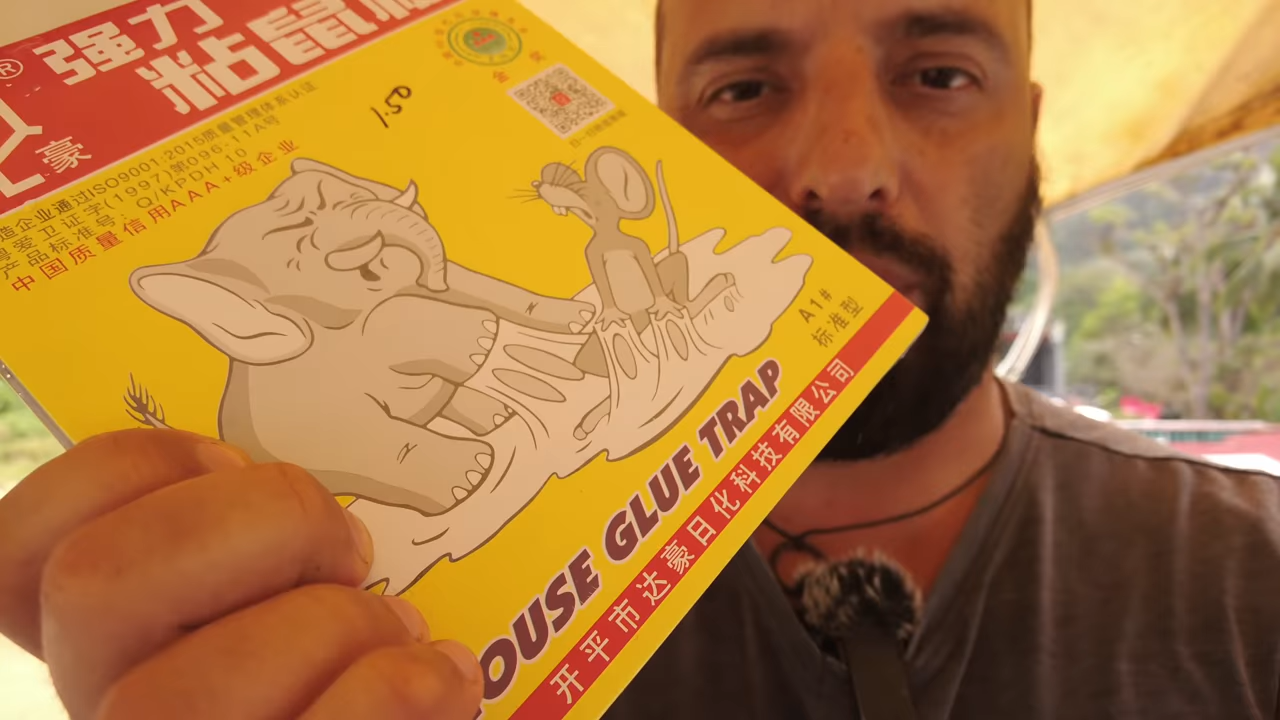 ®
强力
粘鼠
豪
造企业通过ISO9001:2015质量管理体系认证
粤爱卫证字(1997)第096.11A号
产品标准号: Q/KPDH 10
中国质量信用AAA+级企业
1.50
A1#
标准型
OUSE GLUE TRAP
开平市达豪日化科技有限公司